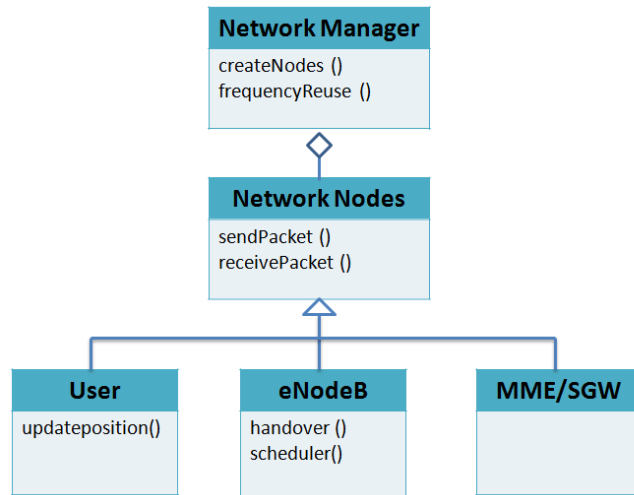 Network Manager
createNodes ()
frequencyReuse ()
Network Nodes
sendPacket ()
receivePacket ()
User
updateposition()
eNodeB
handover ()
scheduler()
MME/SGW